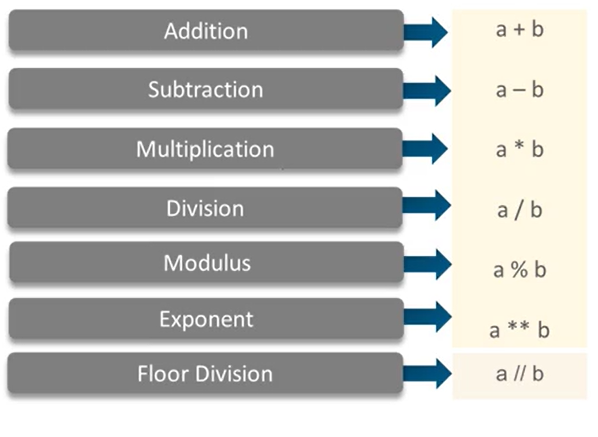 Addition a + b
Subtraction a – b
Multiplication a * b
Division a / b
Modulus a % b
Exponent a ** b
Floor Division a // b